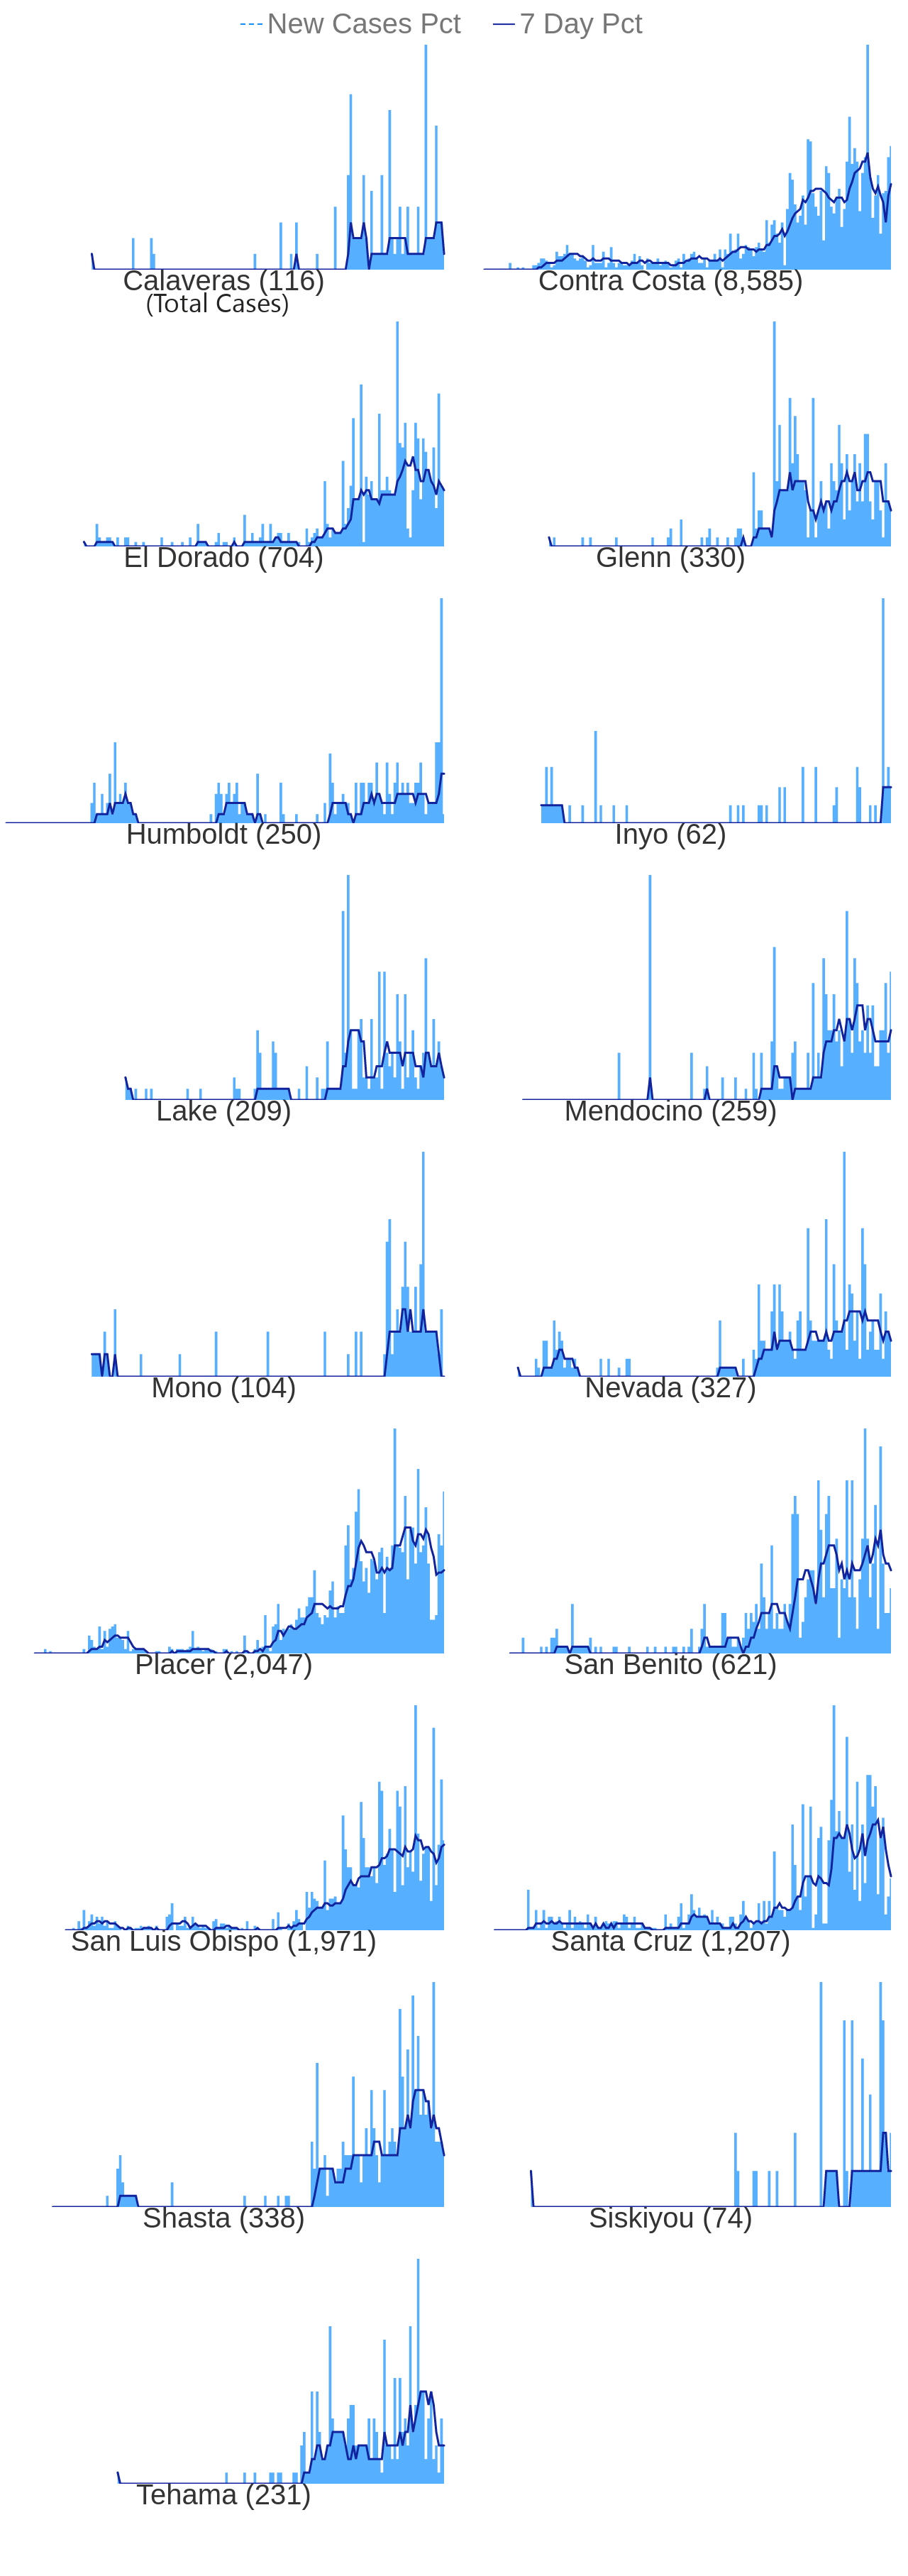 New Cases Pct 7 Day Pct
Calaveras (116) Contra Costa (8,585)
(Total Cases)
El Dorado (704) Glenn (330)
Humboldt (250) Inyo (62)
Lake (209) Mendocino (259)
Mono (104) Nevada (327)
Placer (2,047) San Benito (621)
San Luis Obispo (1,971) Santa Cruz (1,207)
Shasta (338) Siskiyou (74)
Tehama (231)